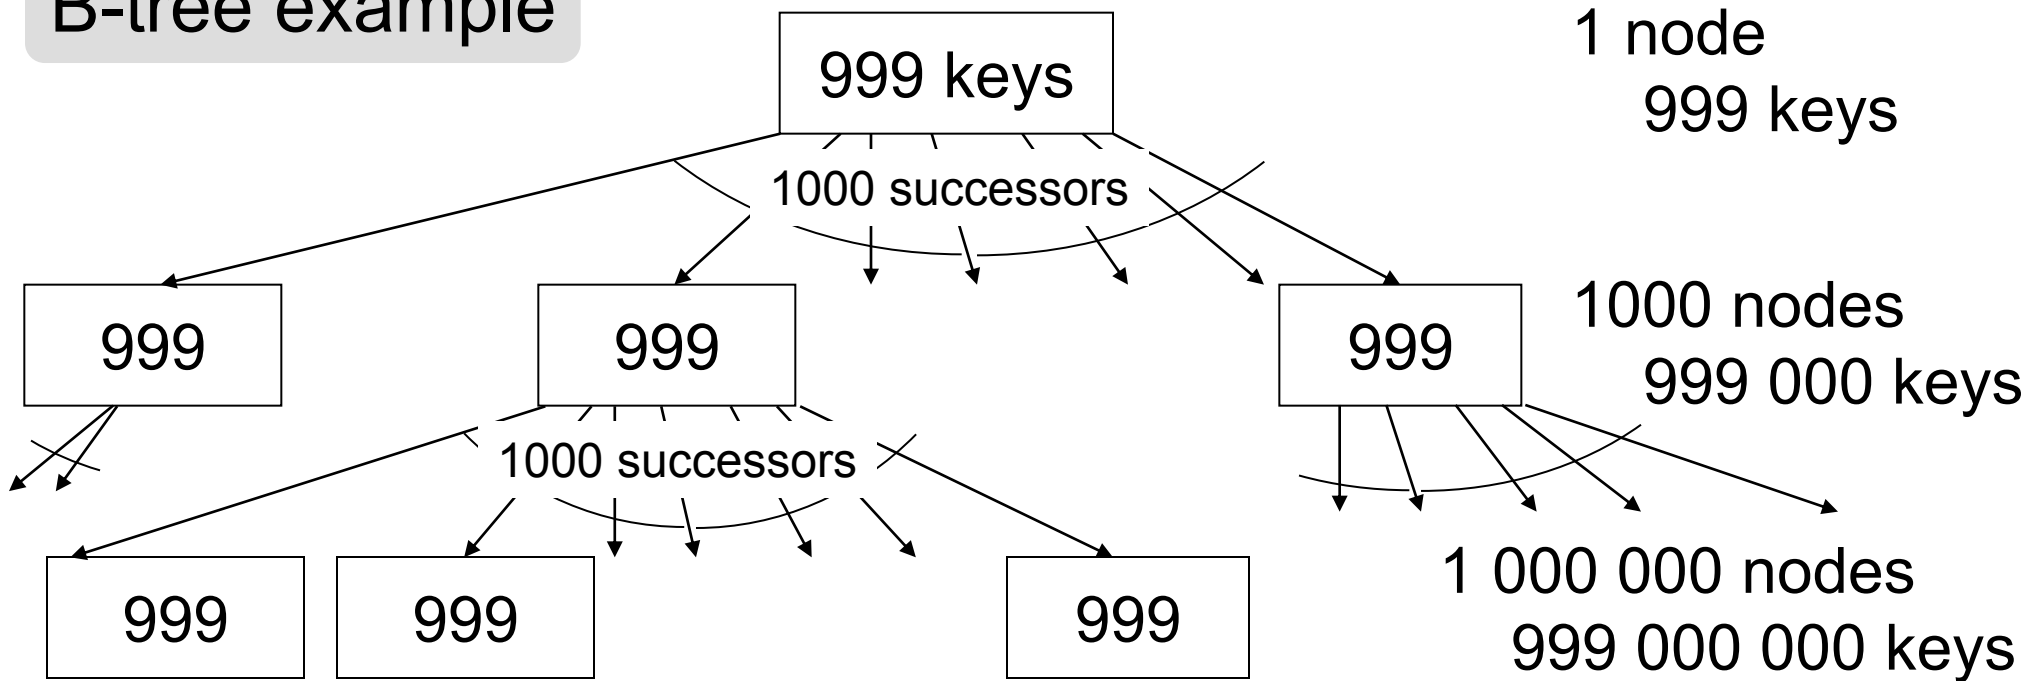 B-tree example
999 keys
1 node
999 keys
1000 successors
999
999
999
1000 nodes
999 000 keys
1000 successors
999
999
999
1 000 000 nodes
999 000 000 keys